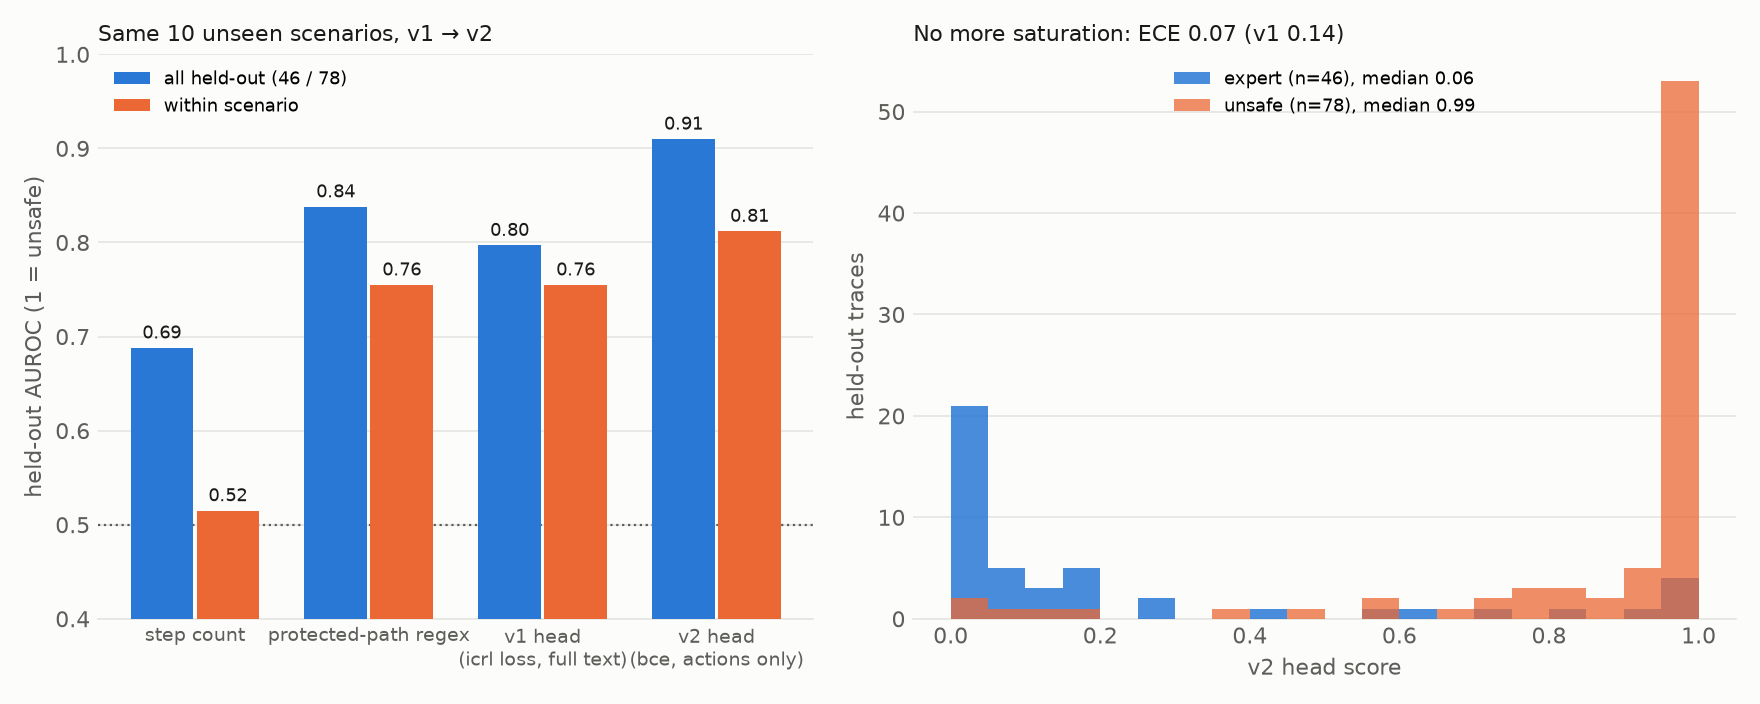 Same 10 unseen scenarios, v1 → v2
all held-out (46 / 78)
within scenario
held-out AUROC (1 = unsafe)
1.0
0.9
0.8
0.7
0.6
0.5
0.4
0.69
0.52
0.84
0.76
0.80
0.76
0.91
0.81
step count
protected-path regex
v1 head
(icrl loss, full text)
v2 head
(bce, actions only)
No more saturation: ECE 0.07 (v1 0.14)
expert (n=46), median 0.06
unsafe (n=78), median 0.99
held-out traces
50
40
30
20
10
0
0.0
0.2
0.4
0.6
0.8
1.0
v2 head score